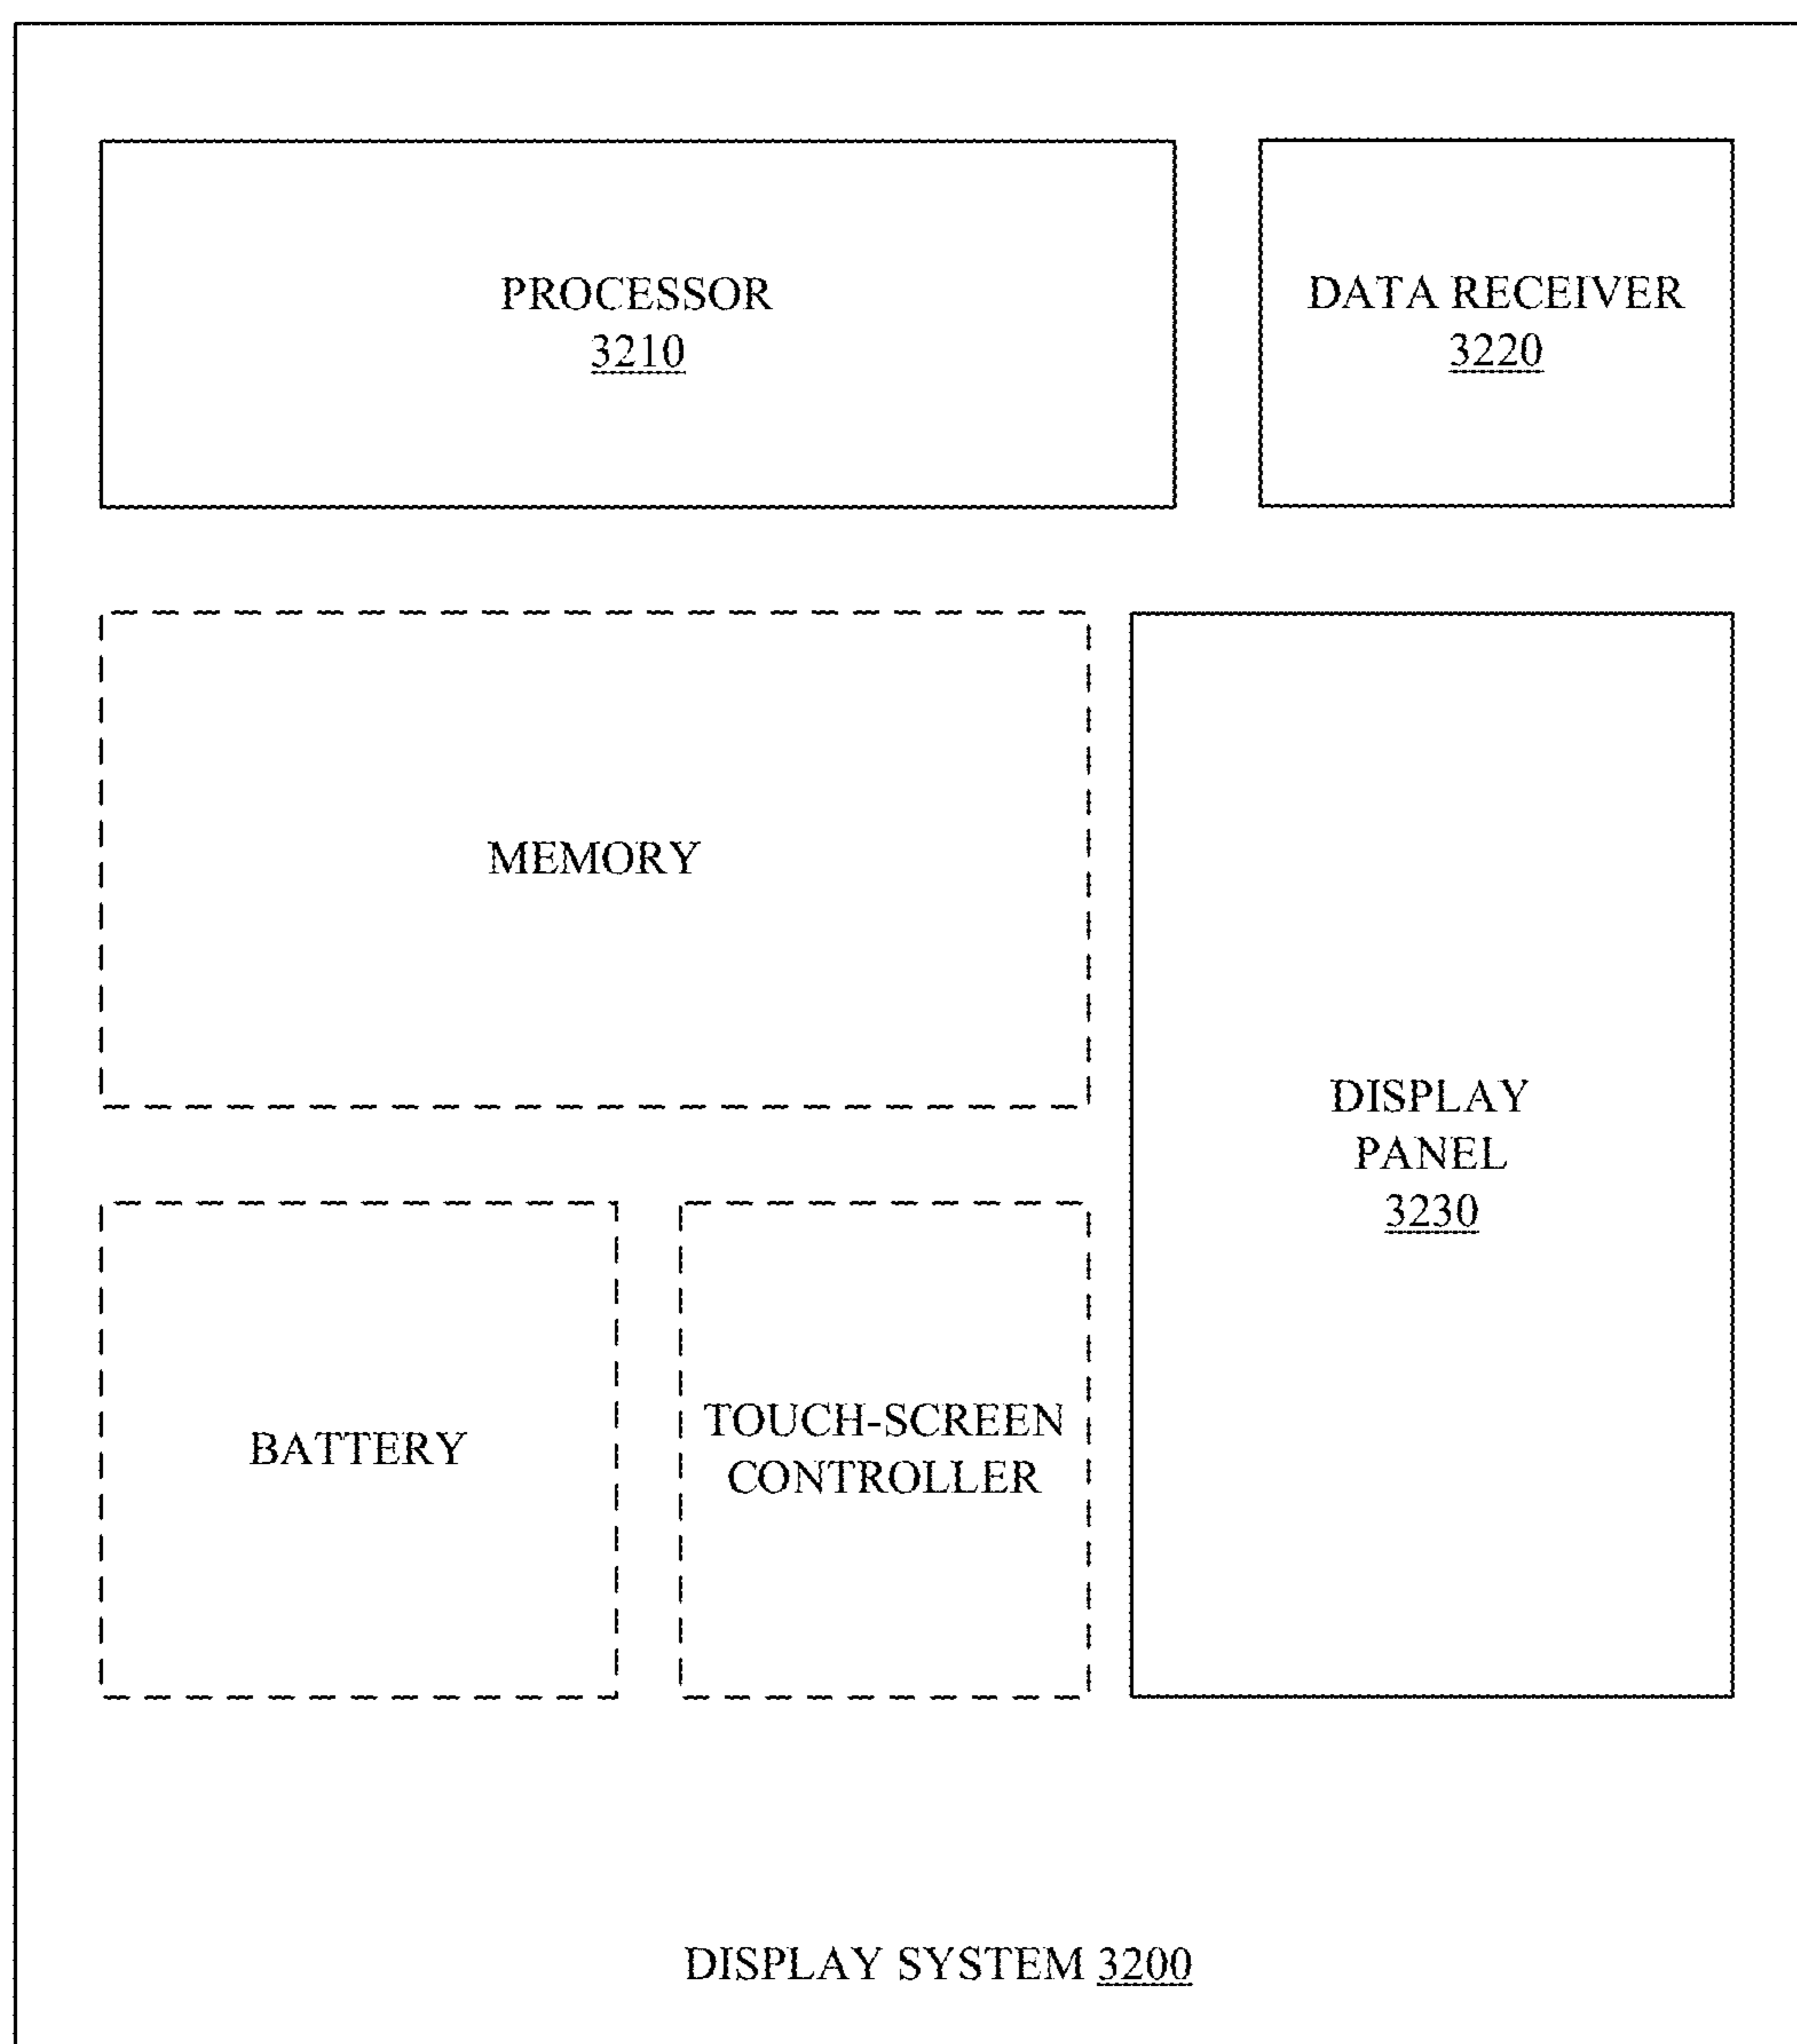 PROCESSOR
3210
DATA RECEIVER
3220
MEMORY
DISPLAY
PANEL
3230
BATTERY
TOUCH-SCREEN
CONTROLLER
DISPLAY SYSTEM 3200